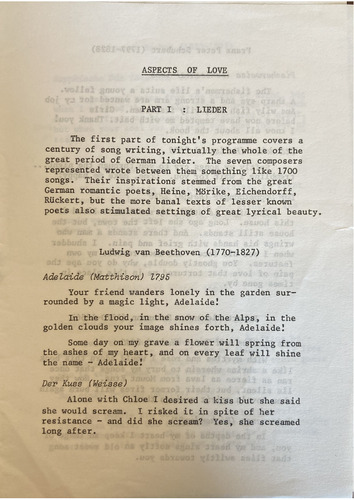 ASPECTS OF LOVE
PART I : LIEDER
The first part of tonight's programme covers a
century of song writing, virtually the whole of the
great period of German lieder. The seven composers
represented wrote between them something like 1700
songs. Their inspirations stemmed from the great
German romantic poets, Heine, Mörike, Eichendorff,
Rückert, but the more banal texts of lesser known
poets also stimulated settings of great lyrical beauty.
Ludwig van Beethoven (1770-1827)
Adelaide (Matthison) 1795
Your friend wanders lonely in the garden sur-
rounded by a magic light, Adelaide!
In the flood, in the snow of the Alps, in the
golden clouds your image shines forth, Adelaide!
Some day on my grave a flower will spring from
the ashes of my heart, and on every leaf will shine
the name - Adelaide!
Der Kuss (Weisse)
Alone with Chloe I desired a kiss but she said
she would scream. I risked it in spite of her
resistance - and did she scream? Yes, she screamed
long after.